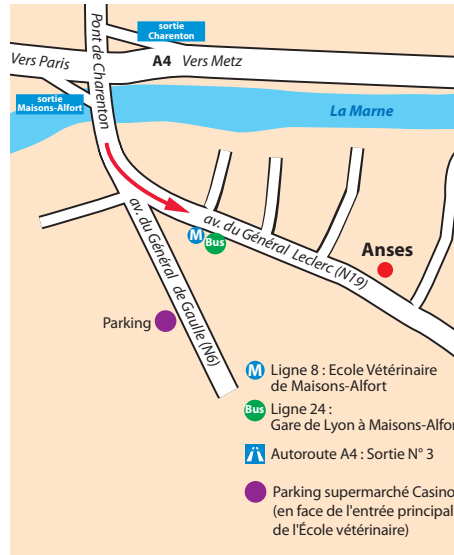 sortie
Charenton
Pont de Charenton
Vers Paris
A4 Vers Metz
sortie
Maisons-Alfort
La Marne
av. du Général Leclerc (N19)
M
Bus
Anses
av. du Général de Gaulle (N6)
Parking
M Ligne 8 : Ecole Vétérinaire
de Maisons-Alfort
Bus Ligne 24 :
Gare de Lyon à Maisons-Alfor
Autoroute A4 : Sortie N° 3
Parking supermarché Casino
(en face de l'entrée principal
de l'École vétérinaire)